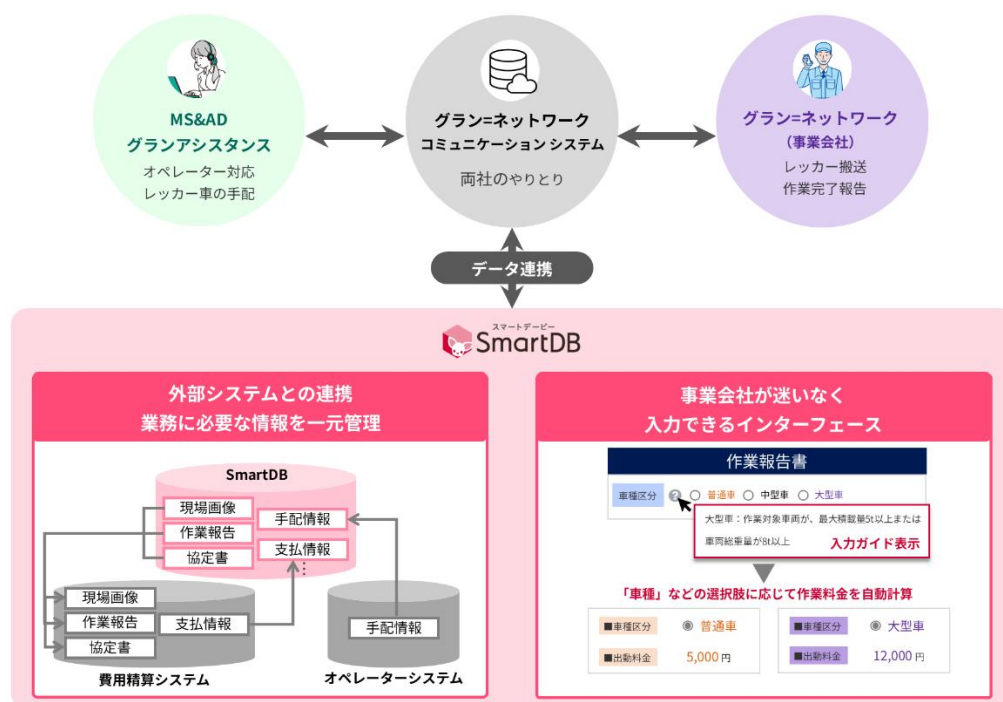 MS&AD
グランアシスタンス
オペレーター対応
レッカー車の手配
グラン=ネットワーク
コミュニケーション システム
両社のやりとり
グラン=ネットワーク
（事業会社）
レッカー搬送
作業完了報告
データ連携
スマートデービー
SmartDB
外部システムとの連携
業務に必要な情報を一元管理
SmartDB
現場画像
作業報告
協定書
手配情報
支払情報
⋮
現場画像
作業報告
協定書
支払情報
費用精算システム
手配情報
オペレーターシステム
事業会社が迷いなく
入力できるインターフェース
作業報告書
車種区分 ? ○ 普通車 ○ 中型車 ○ 大型車
大型車：作業対象車両が、最大積載量5t以上または
車両総重量が8t以上
入力ガイド表示
「車種」などの選択肢に応じて作業料金を自動計算
■車種区分 ◉ 普通車
■出動料金 5,000 円
■車種区分 ◉ 大型車
■出動料金 12,000 円